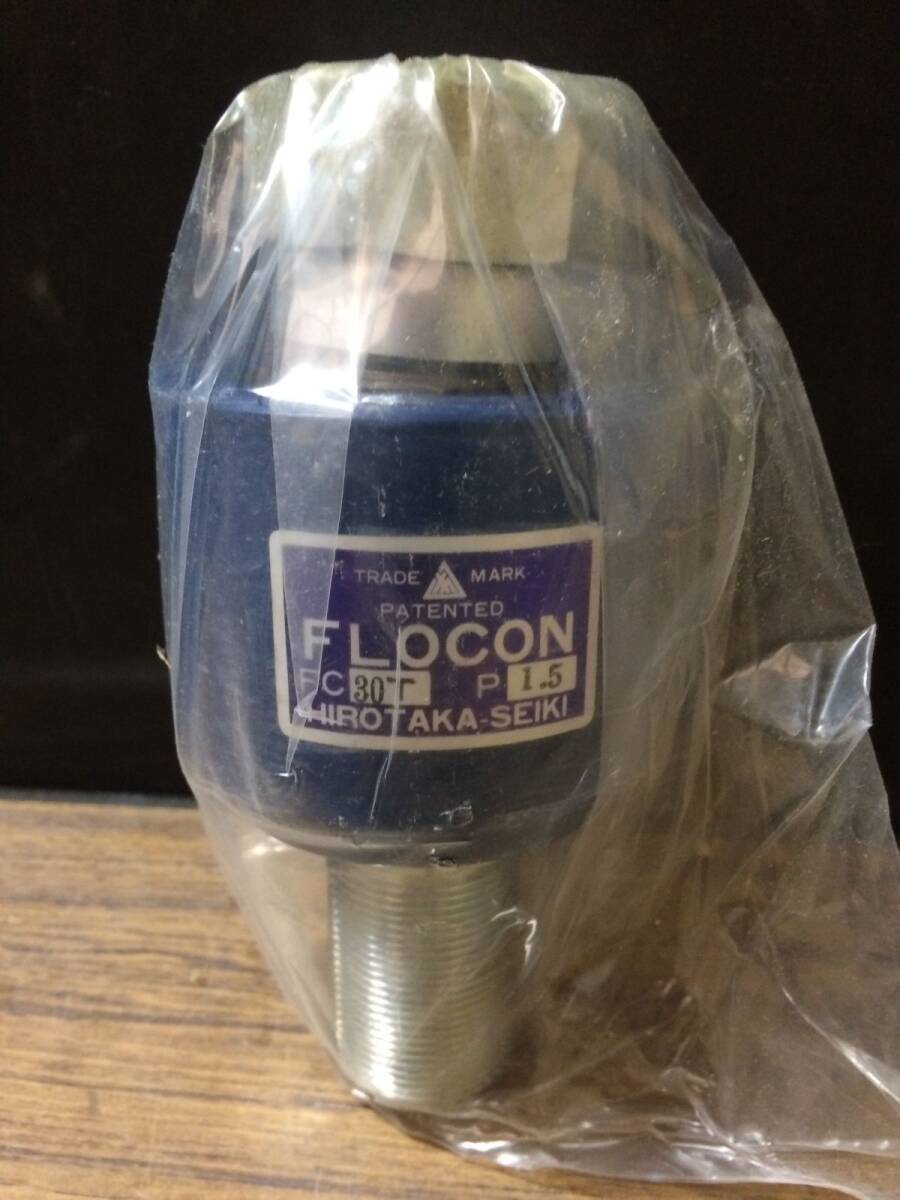 TRADE MARK
PATENTED
FLOCON
FC 30T P 1.5
HIROTAKA-SEIKI